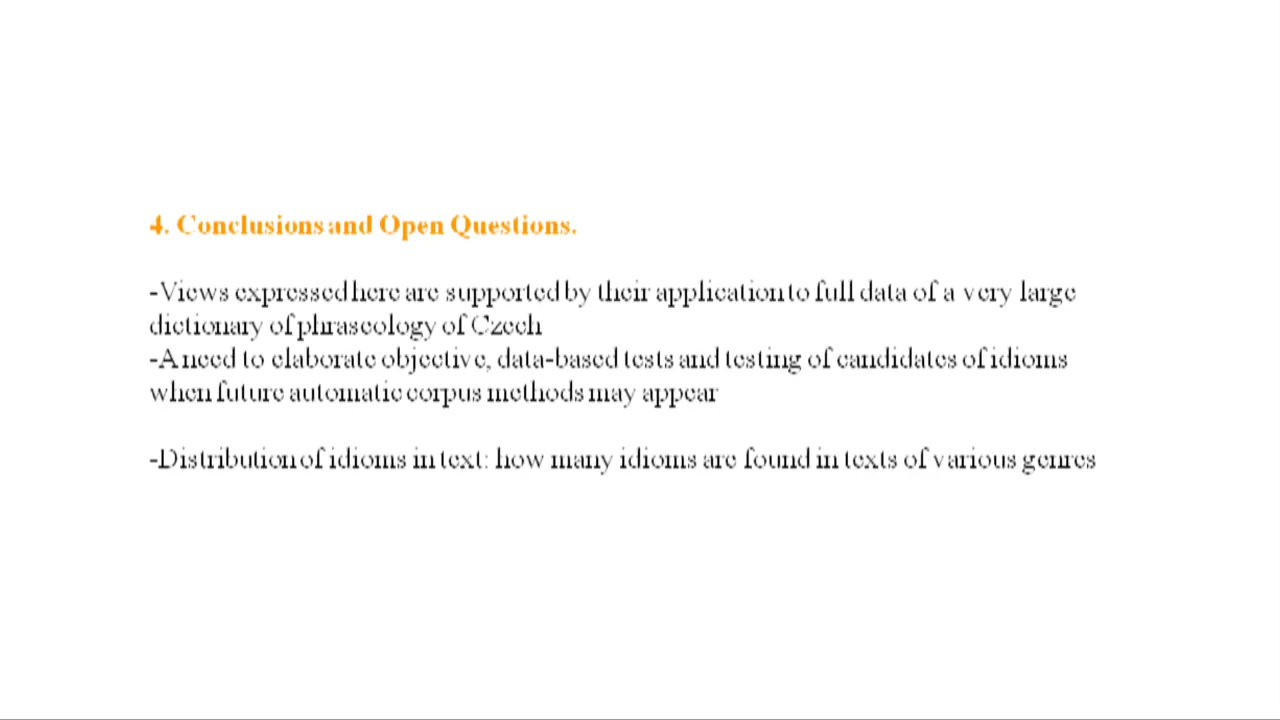 4. Conclusions and Open Questions.
-Views expressed here are supported by their application to full data of a very large
dictionary of phraseology of Czech
-A need to elaborate objective, data-based tests and testing of candidates of idioms
when future automatic corpus methods may appear
-Distribution of idioms in text: how many idioms are found in texts of various genres